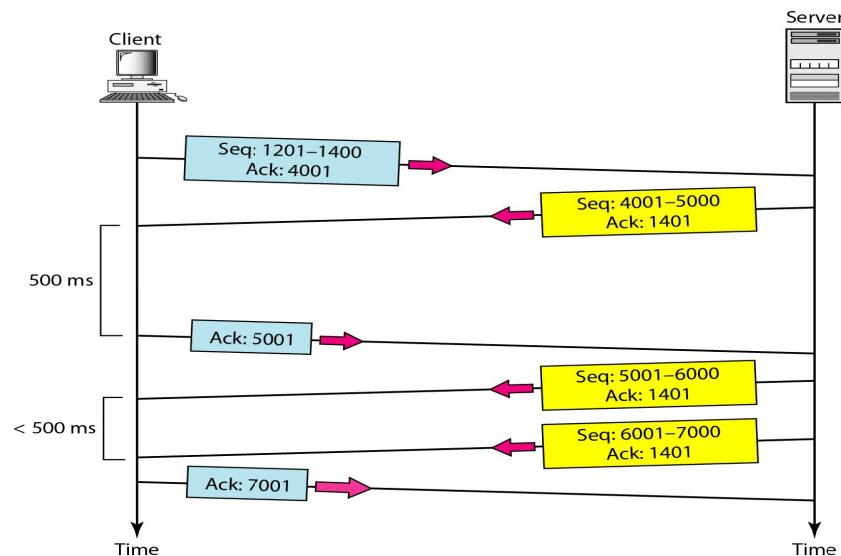 Client
Server
Seq: 1201–1400
Ack: 4001
Seq: 4001–5000
Ack: 1401
500 ms
Ack: 5001
Seq: 5001–6000
Ack: 1401
< 500 ms
Seq: 6001–7000
Ack: 1401
Ack: 7001
Time
Time